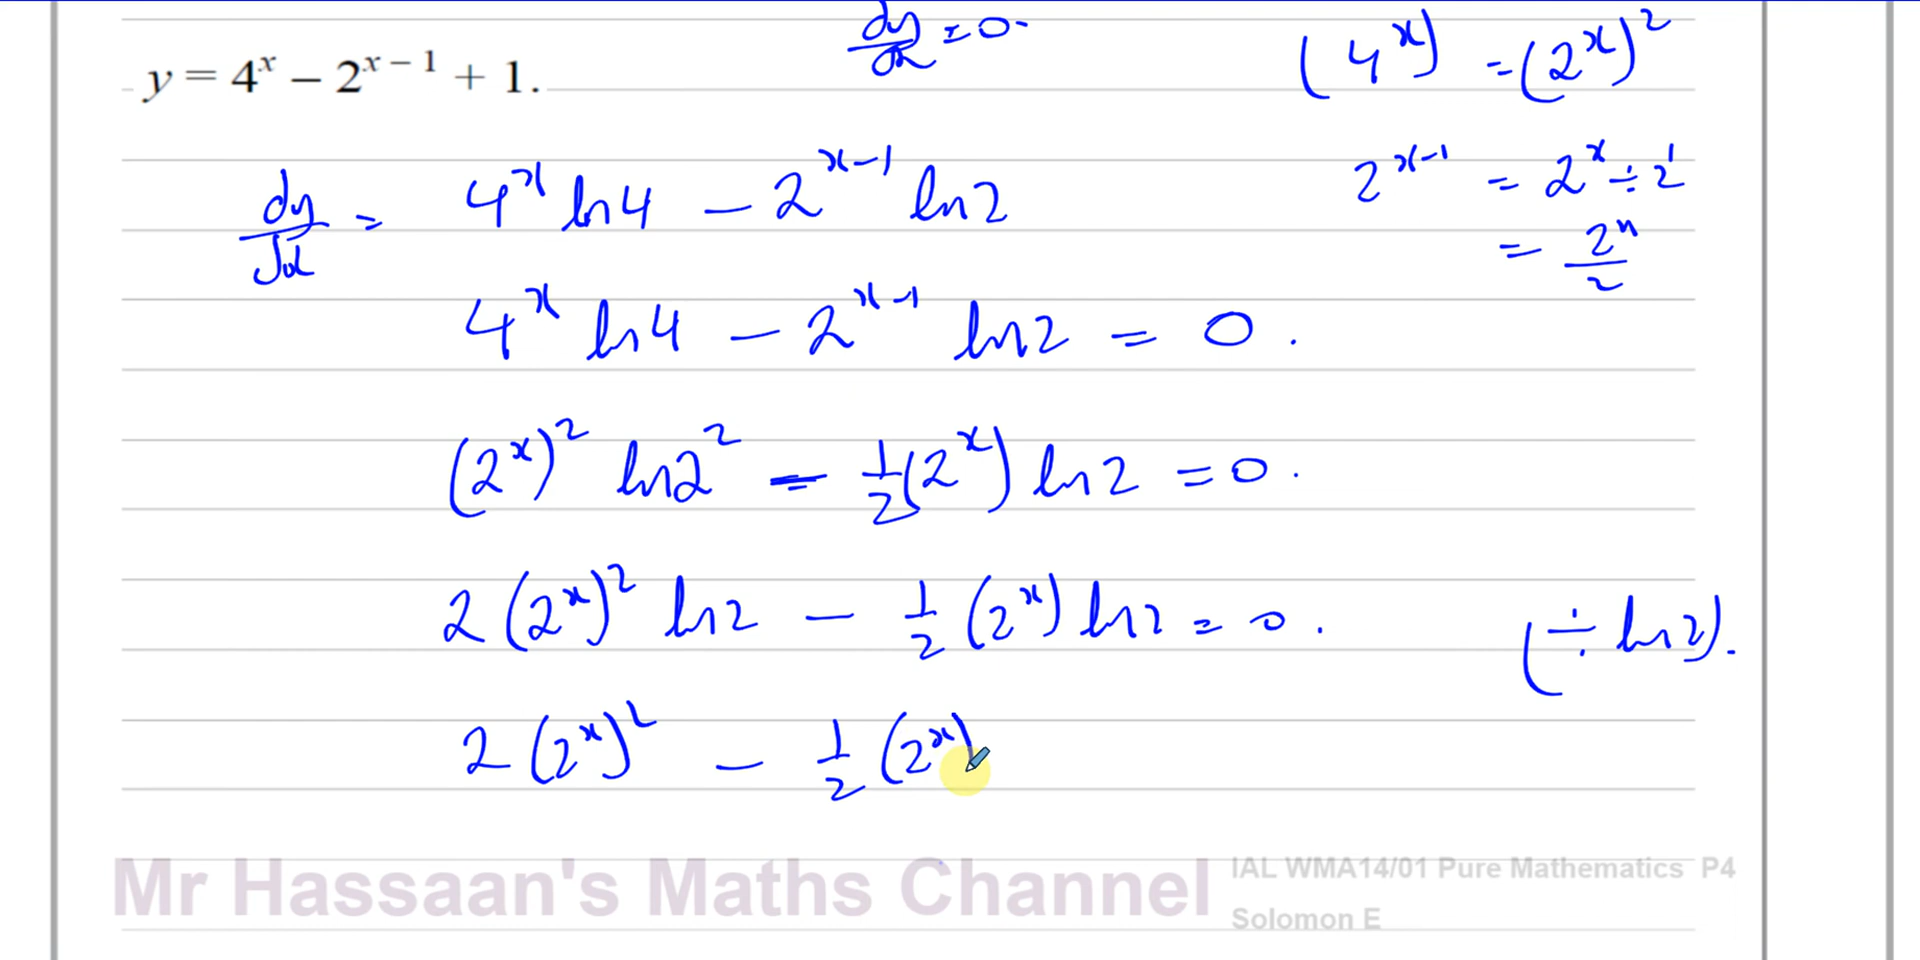 dy/dx = 0.
(4^x) = (2^x)^2
y = 4^x − 2^(x − 1) + 1.
2^(x-1) = 2^x ÷ 2^1
= 2^x/2
dy/dx = 4^x ln4 − 2^(x-1) ln2
4^x ln4 − 2^(x-1) ln2 = 0.
(2^x)^2 ln2^2 − 1/2(2^x) ln2 = 0.
2(2^x)^2 ln2 − 1/2(2^x) ln2 = 0. (÷ ln2).
2(2^x)^2 − 1/2(2^x)
Mr Hassaan's Maths Channel
IAL WMA14/01 Pure Mathematics P4
Solomon E